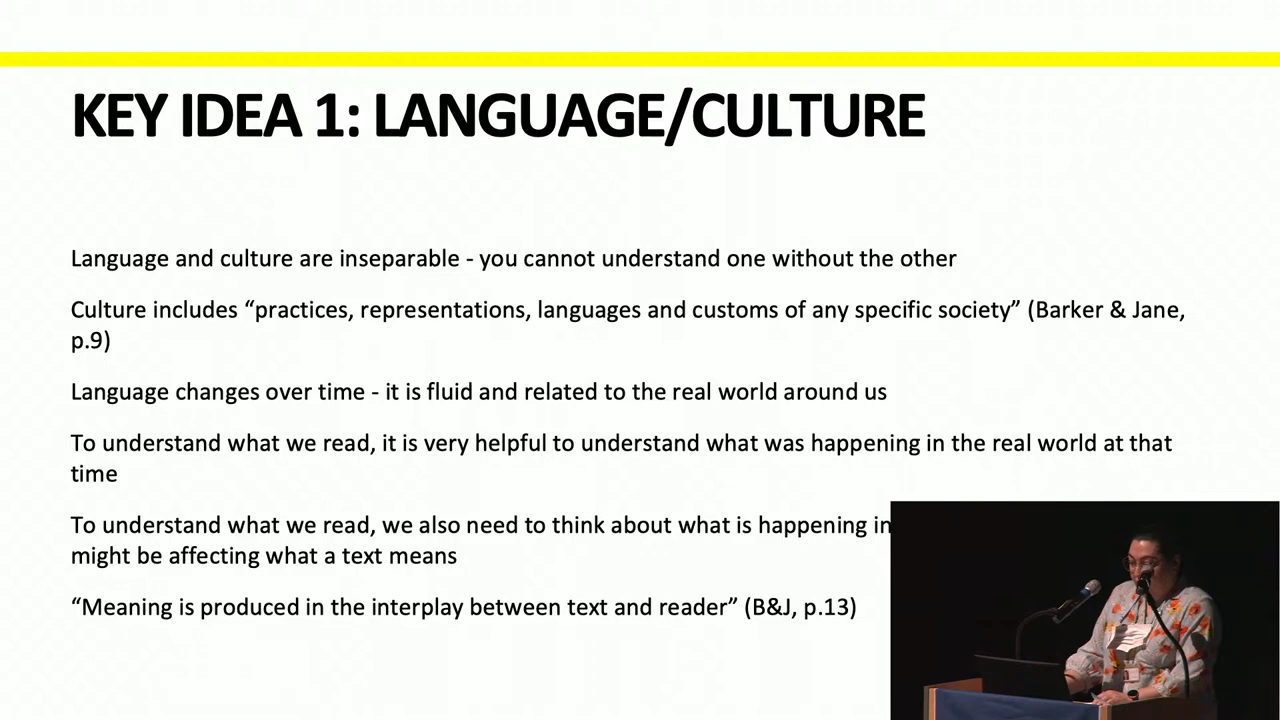 KEY IDEA 1: LANGUAGE/CULTURE
Language and culture are inseparable - you cannot understand one without the other
Culture includes “practices, representations, languages and customs of any specific society” (Barker & Jane,
p.9)
Language changes over time - it is fluid and related to the real world around us
To understand what we read, it is very helpful to understand what was happening in the real world at that
time
To understand what we read, we also need to think about what is happening in
might be affecting what a text means
“Meaning is produced in the interplay between text and reader” (B&J, p.13)